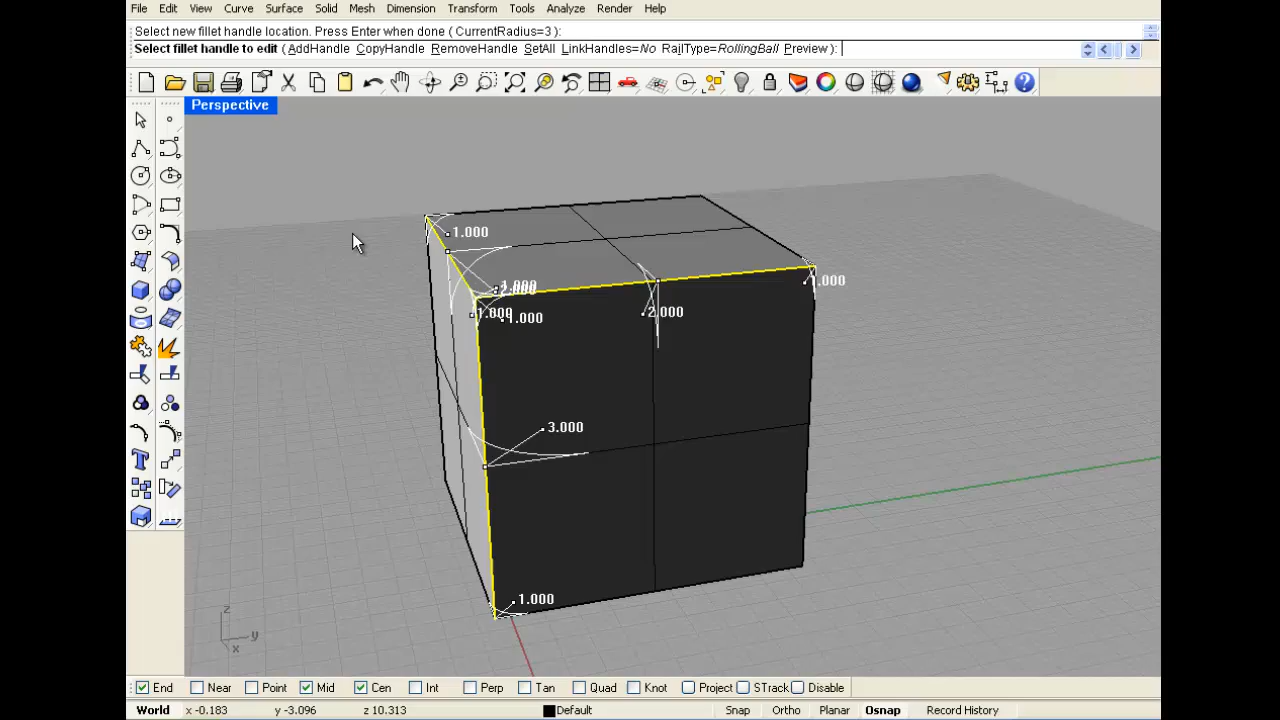 File Edit View Curve Surface Solid Mesh Dimension Transform Tools Analyze Render Help
Select new fillet handle location. Press Enter when done ( CurrentRadius=3 ):
Select fillet handle to edit ( AddHandle CopyHandle RemoveHandle SetAll LinkHandles=No RailType=RollingBall Preview ):
Perspective
1.000
1.000
2.000
1.000
1.000
1.000
2.000
3.000
1.000
z
y
x
End Near Point Mid Cen Int Perp Tan Quad Knot Project STrack Disable
World x -0.183 y -3.096 z 10.313 Default Snap Ortho Planar Osnap Record History